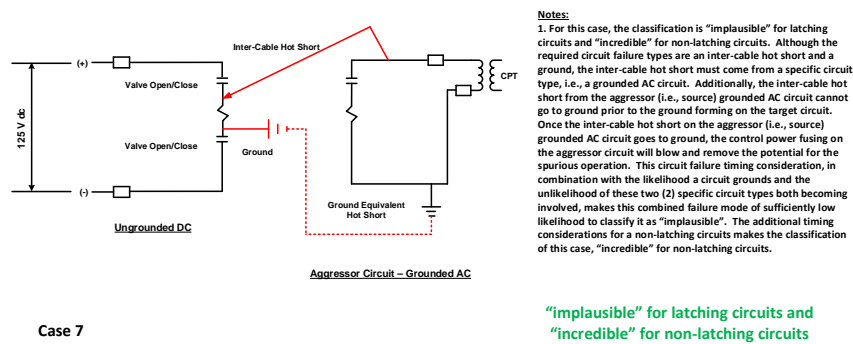 Notes:
1. For this case, the classification is “implausible” for latching
circuits and “incredible” for non-latching circuits.  Although the
required circuit failure types are an inter-cable hot short and a
ground, the inter-cable hot short must come from a specific circuit
type, i.e., a grounded AC circuit.  Additionally, the inter-cable hot
short from the aggressor (i.e., source) grounded AC circuit cannot
go to ground prior to the ground forming on the target circuit.
Once the inter-cable hot short on the aggressor (i.e., source)
grounded AC circuit goes to ground, the control power fusing on
the aggressor circuit will blow and remove the potential for the
spurious operation.  This circuit failure timing consideration, in
combination with the likelihood a circuit grounds and the
unlikelihood of these two (2) specific circuit types both becoming
involved, makes this combined failure mode of sufficiently low
likelihood to classify it as “implausible”.  The additional timing
considerations for a non-latching circuits makes the classification
of this case, “incredible” for non-latching circuits.
Inter-Cable Hot Short
(+)
CPT
Valve Open/Close
125 V dc
Valve Open/Close
Ground
(-)
Ground Equivalent
Hot Short
Ungrounded DC
Aggressor Circuit – Grounded AC
Case 7
“implausible” for latching circuits and
“incredible” for non-latching circuits